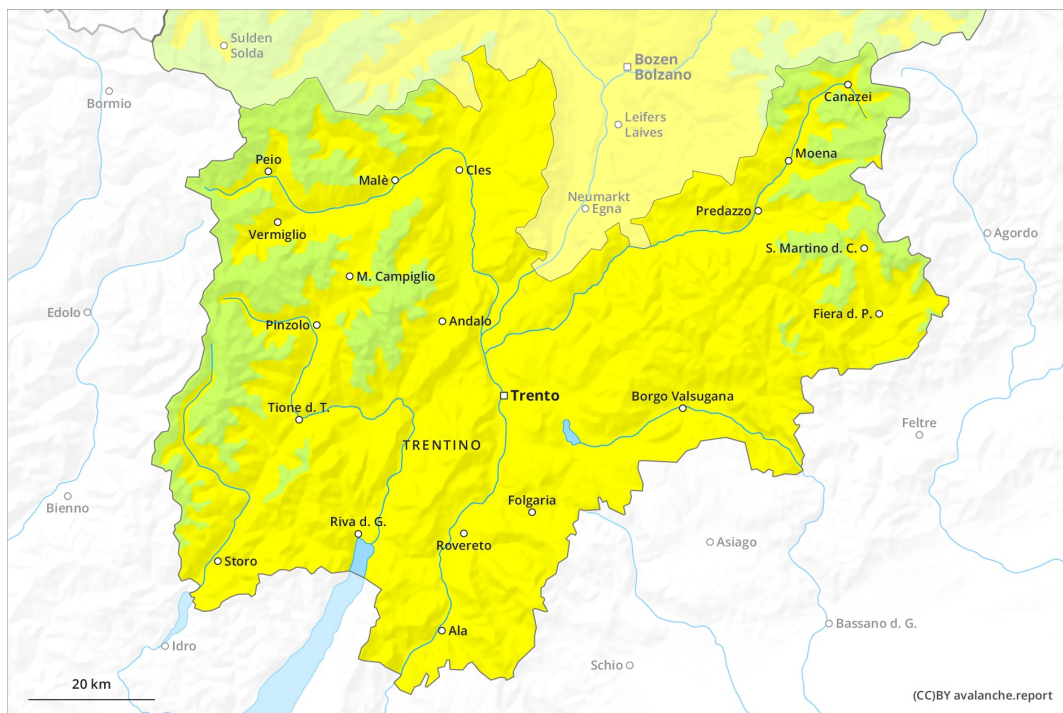 Sulden
Solda
Bozen
Bolzano
Bormio
Canazei
Leifers
Laives
Moena
Peio
Malè
Cles
Neumarkt
Egna
Predazzo
Vermiglio
Agordo
S. Martino d. C.
M. Campiglio
Edolo
Pinzolo
Andalo
Fiera d. P.
Trento
Borgo Valsugana
Tione d. T.
Feltre
TRENTINO
Bienno
Folgaria
Riva d. G.
Rovereto
Asiago
Storo
Bassano d. G.
Ala
Idro
Schio
20 km
(CC)BY avalanche.report